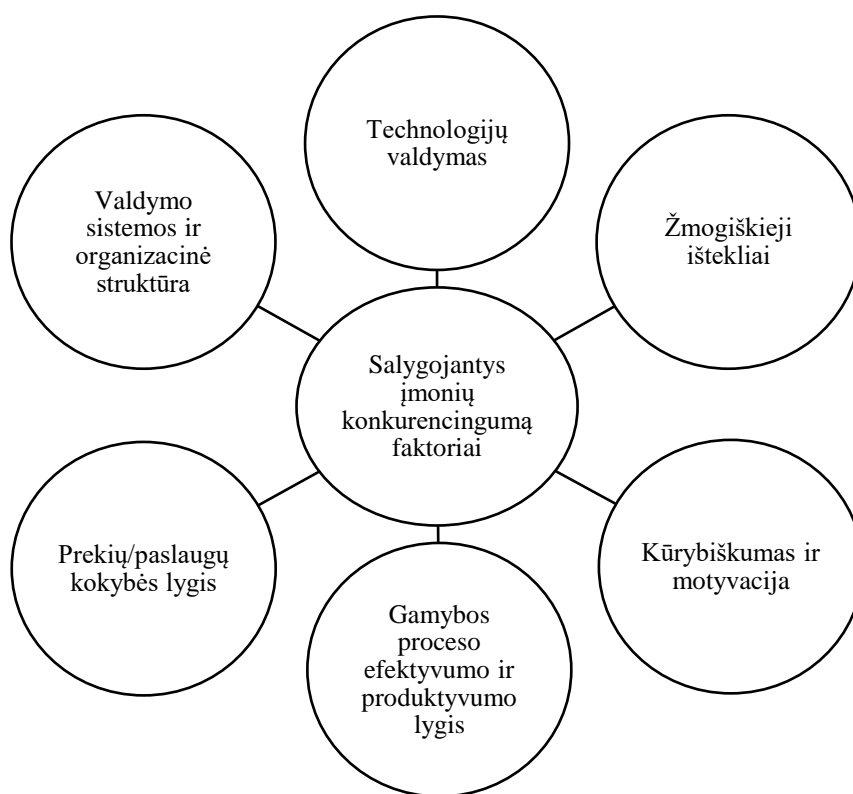 Technologijų
valdymas
Valdymo
sistemos ir
organizacinė
struktūra
Žmogiškieji
ištekliai
Salygojantys
įmonių
konkurencingumą
faktoriai
Prekių/paslaugų
kokybės lygis
Kūrybiškumas ir
motyvacija
Gamybos
proceso
efektyvumo ir
produktyvumo
lygis